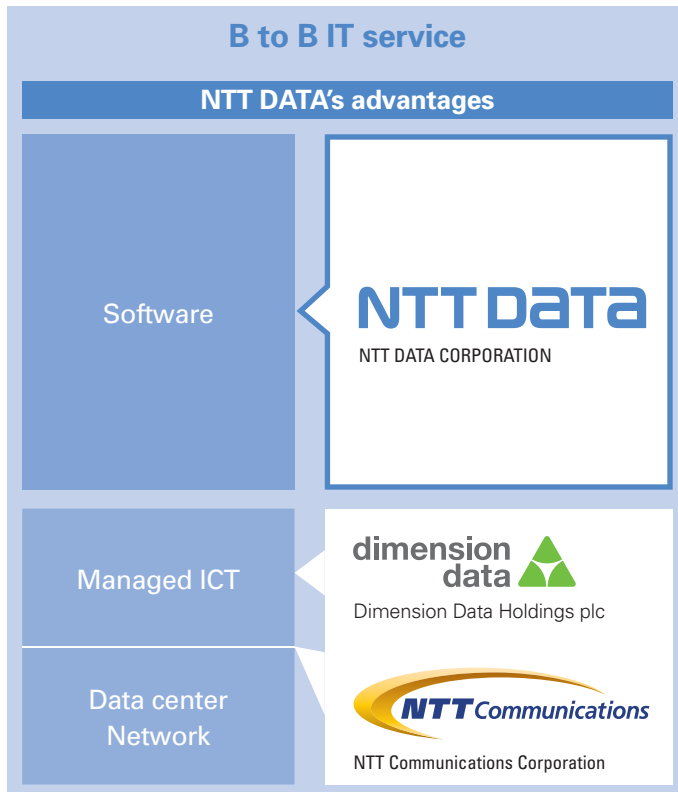 B to B IT service
NTT DATA's advantages
Software
NTT DATA
NTT DATA CORPORATION
Managed ICT
dimension
data
Dimension Data Holdings plc
Data center
Network
NTT Communications
NTT Communications Corporation